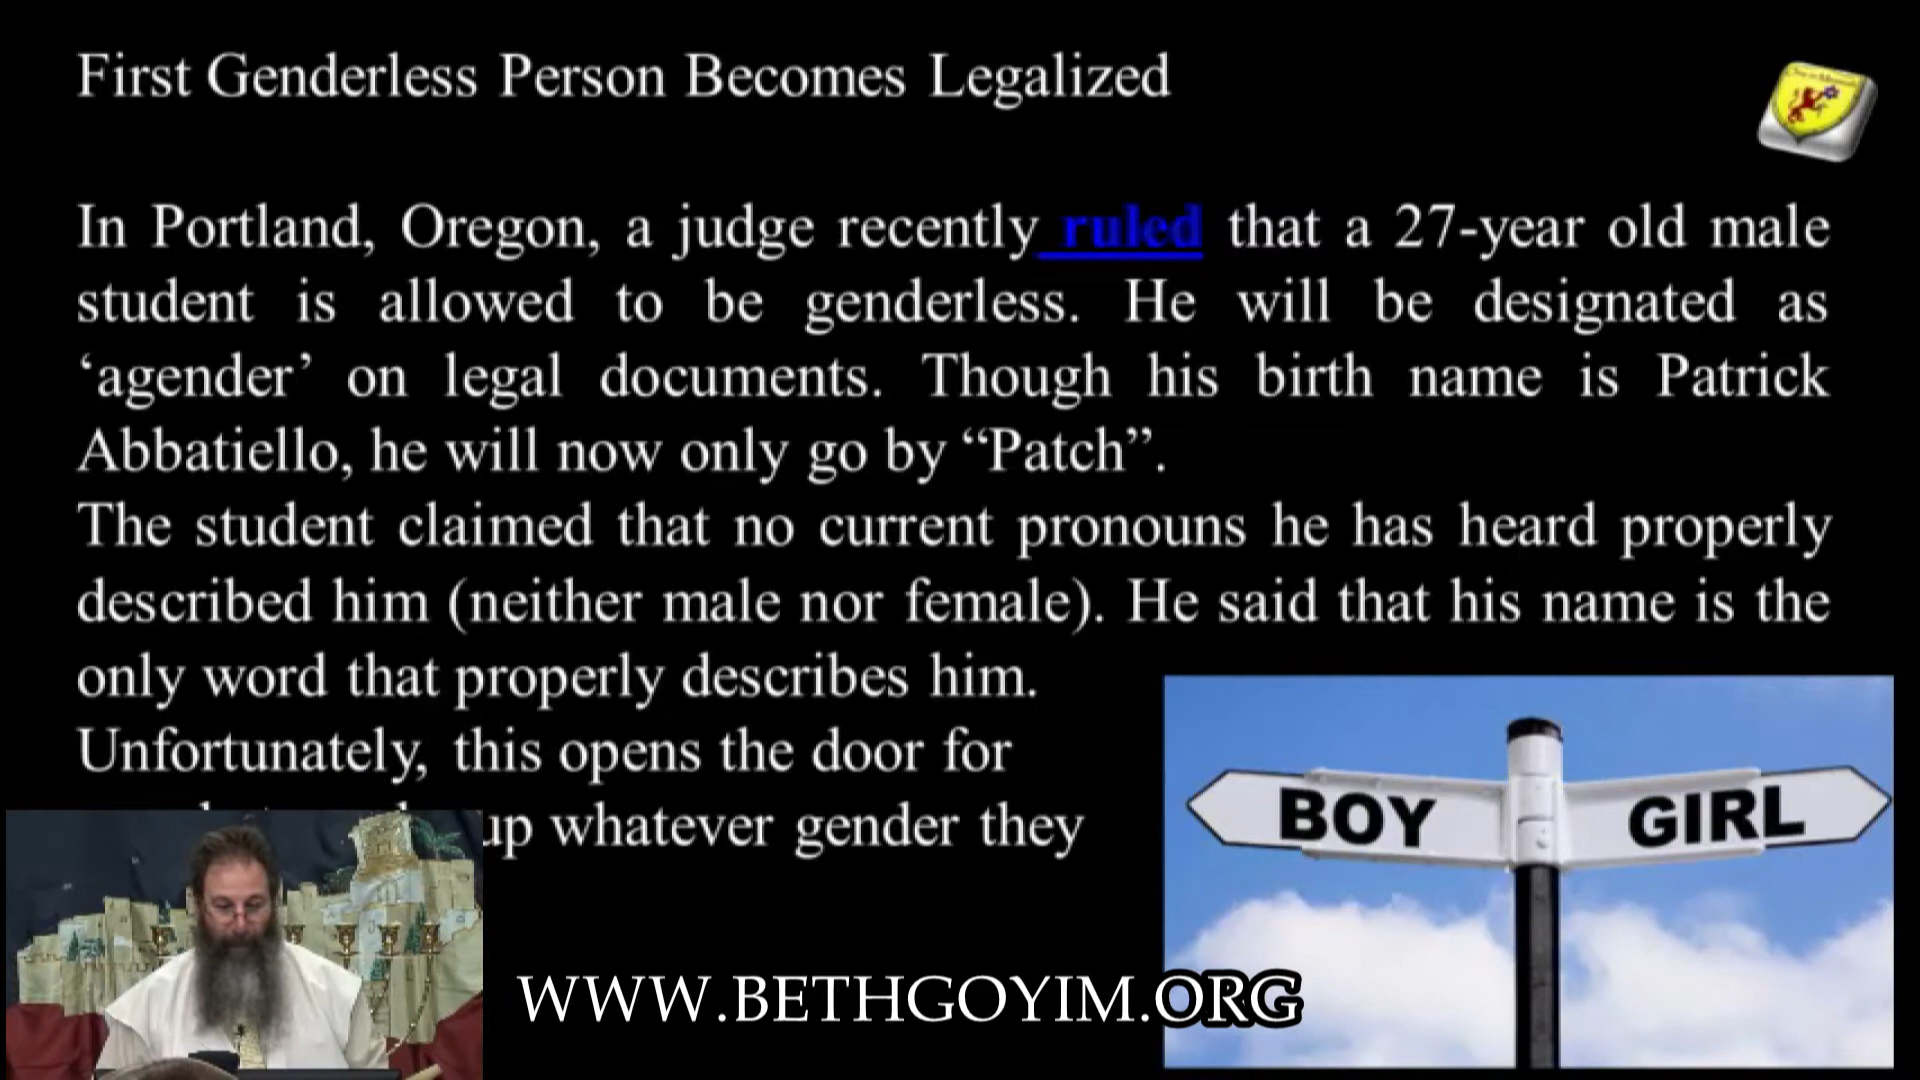 First Genderless Person Becomes Legalized
In Portland, Oregon, a judge recently ruled that a 27-year old male
student is allowed to be genderless. He will be designated as
‘agender’ on legal documents. Though his birth name is Patrick
Abbatiello, he will now only go by “Patch”.
The student claimed that no current pronouns he has heard properly
described him (neither male nor female). He said that his name is the
only word that properly describes him.
Unfortunately, this opens the door for
up whatever gender they
BOY
GIRL
WWW.BETHGOYIM.ORG